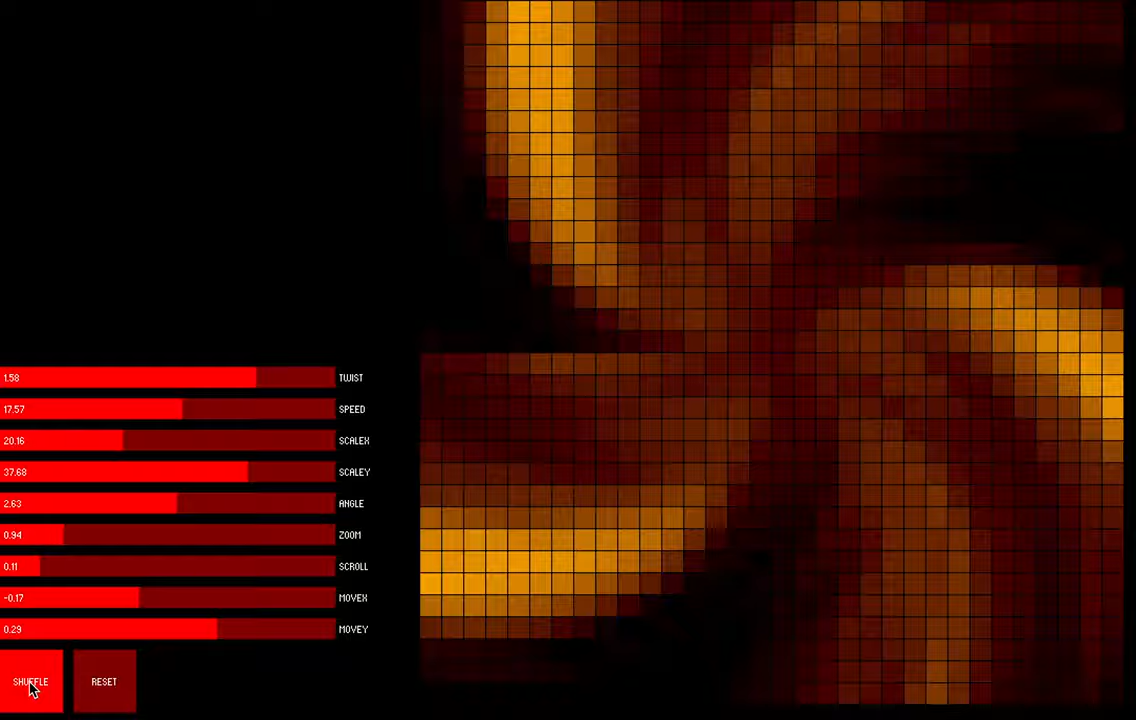 1.58 TWIST
17.57 SPEED
20.16 SCALEX
37.68 SCALEY
2.63 ANGLE
0.94 ZOOM
0.11 SCROLL
-0.17 MOVEX
0.29 MOVEY
SHUFFLE RESET